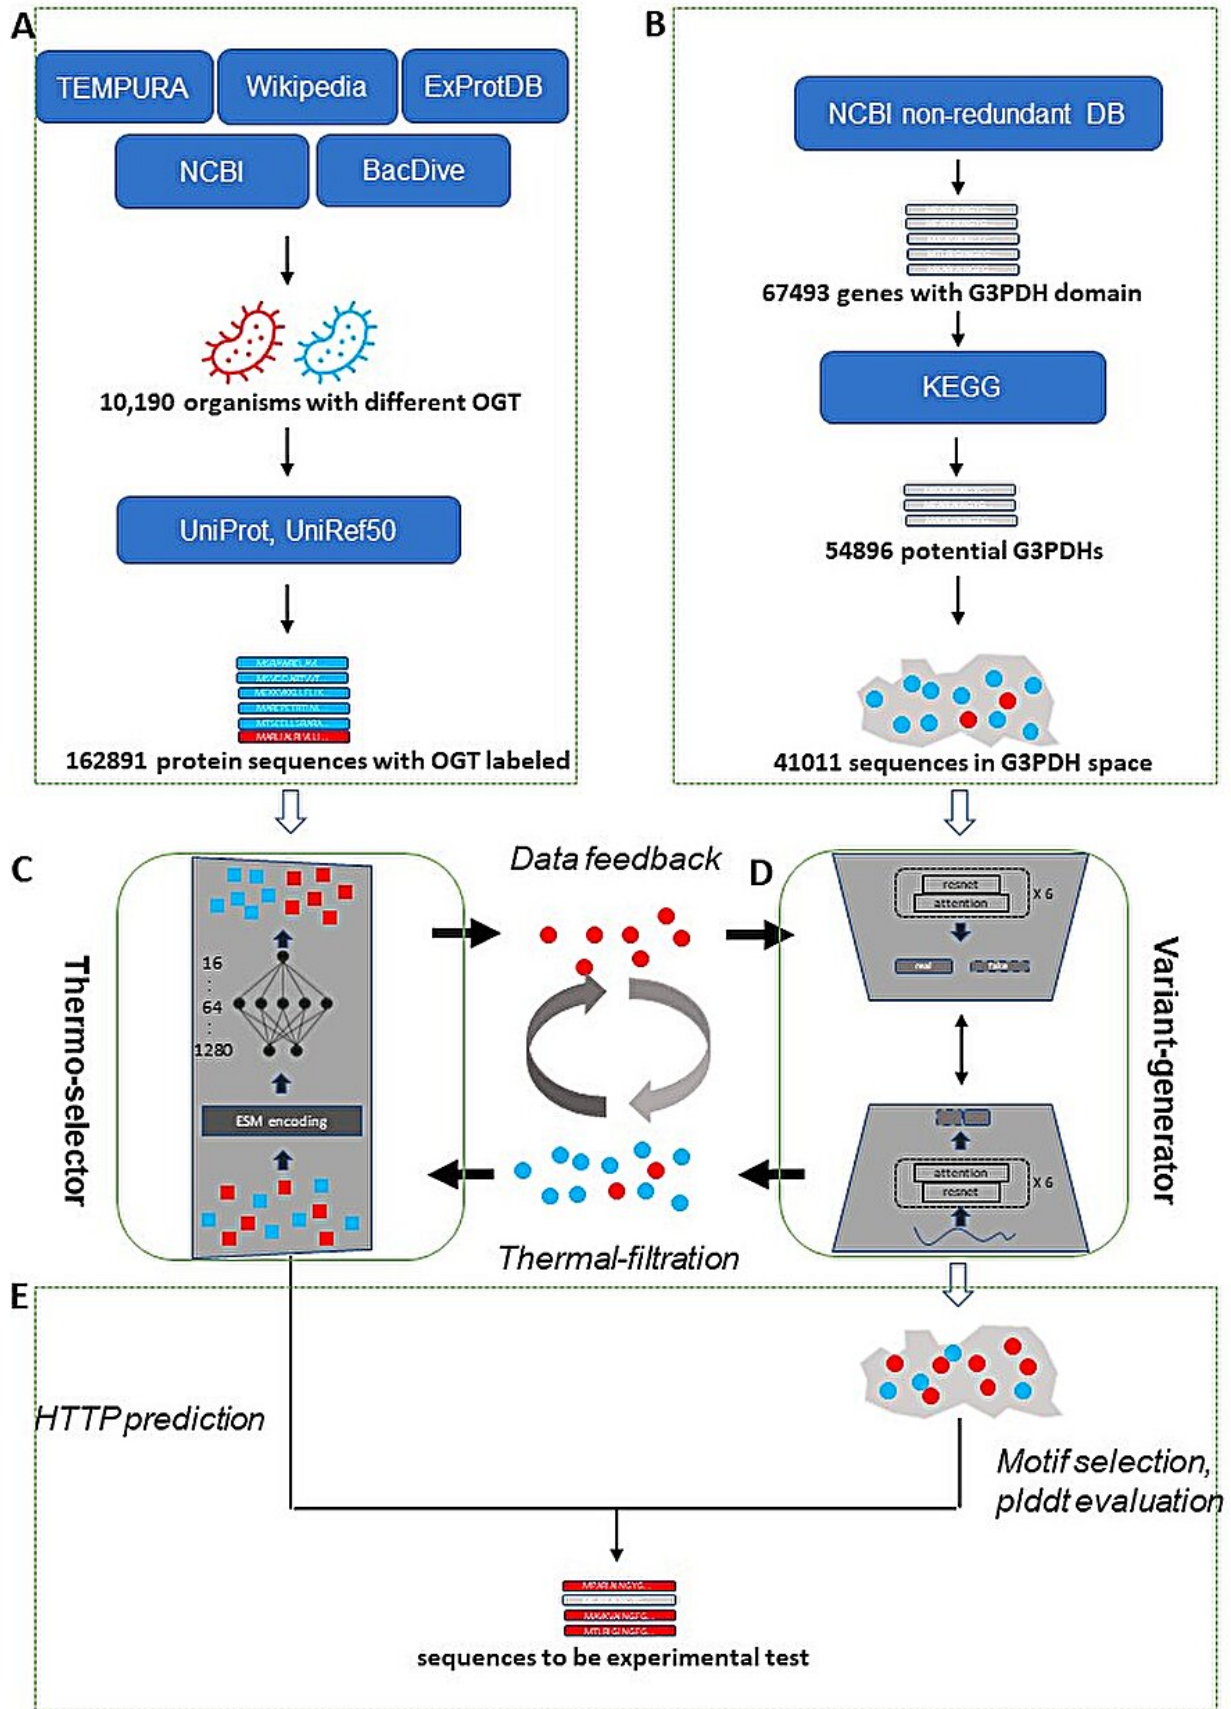 A
TEMPURA
Wikipedia
ExProtDB
NCBI
BacDive
10,190 organisms with different OGT
UniProt, UniRef50
162891 protein sequences with OGT labeled
B
NCBI non-redundant DB
67493 genes with G3PDH domain
KEGG
54896 potential G3PDHs
41011 sequences in G3PDH space
C
Thermo-selector
16
:
64
:
1280
ESM encoding
Data feedback
Thermal-filtration
D
resnet
attention
X 6
real
fake
attention
resnet
X 6
Variant-generator
E
HTTP prediction
Motif selection,
plddt evaluation
sequences to be experimental test